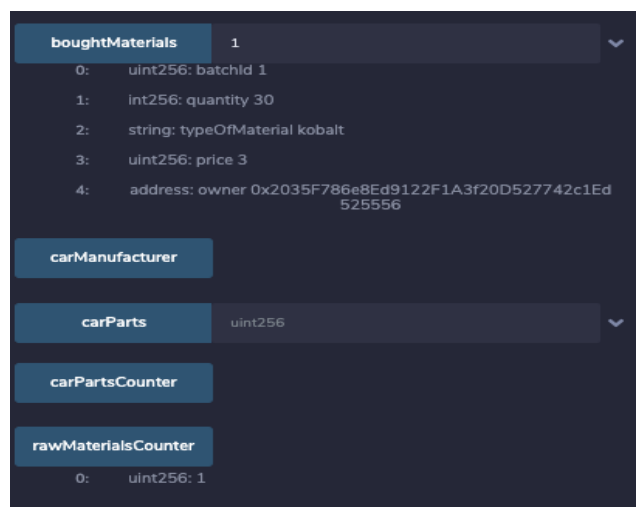 boughtMaterials 1
0: uint256: batchId 1
1: int256: quantity 30
2: string: typeOfMaterial kobalt
3: uint256: price 3
4: address: owner 0x2035F786e8Ed9122F1A3f20D527742c1Ed
525556
carManufacturer
carParts uint256
carPartsCounter
rawMaterialsCounter
0: uint256: 1